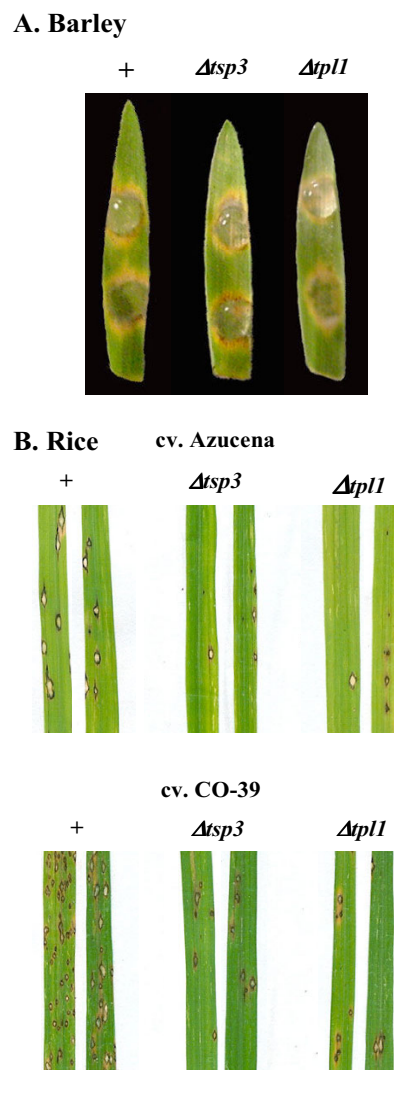 A. Barley
+ Δtsp3 Δtpl1
B. Rice cv. Azucena
+ Δtsp3 Δtpl1
cv. CO-39
+ Δtsp3 Δtpl1